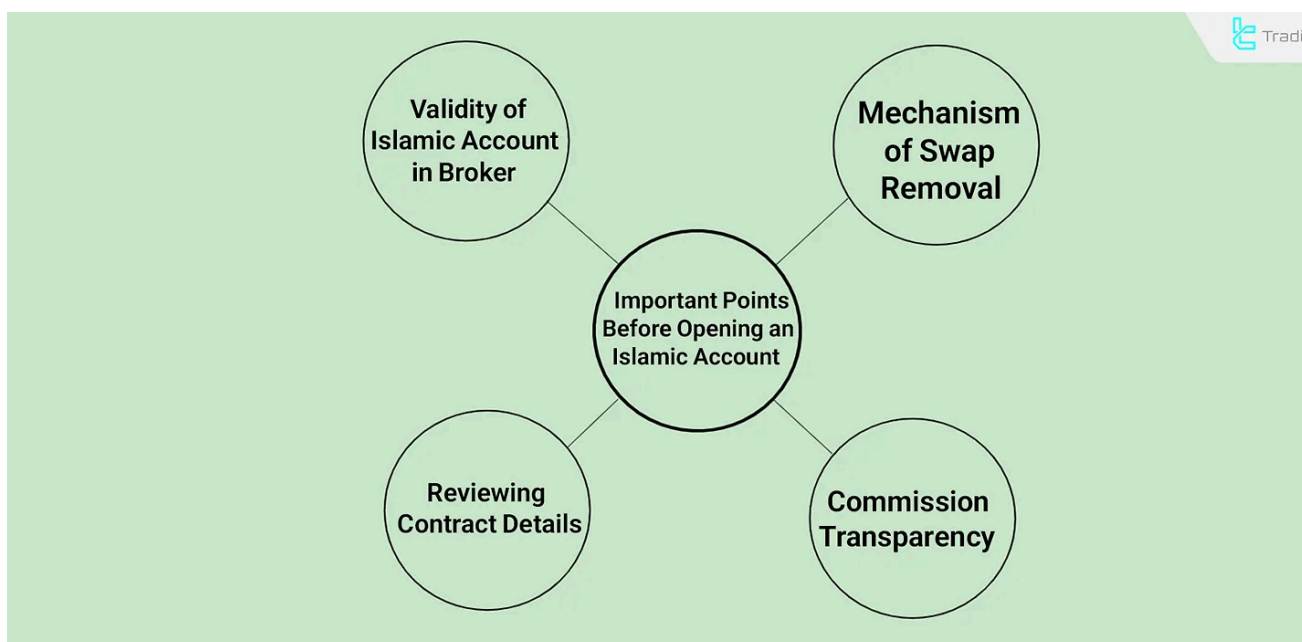 Tradi
Validity of
Islamic Account
in Broker
Mechanism
of Swap
Removal
Important Points
Before Opening an
Islamic Account
Reviewing
Contract Details
Commission
Transparency